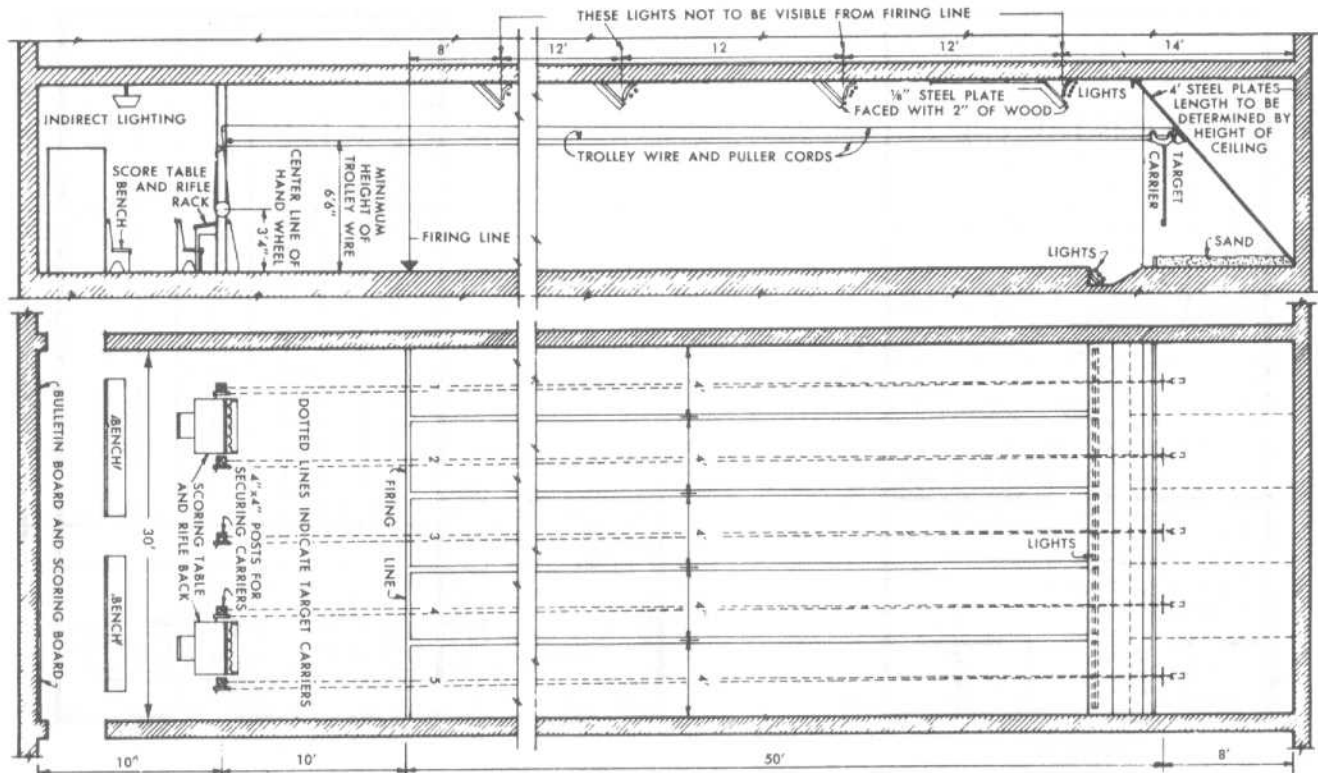 THESE LIGHTS NOT TO BE VISIBLE FROM FIRING LINE
8'
12'
12
12'
14'
INDIRECT LIGHTING
SCORE TABLE
AND RIFLE
RACK
BENCH
CENTER LINE OF
HAND WHEEL
3'4"
MINIMUM
HEIGHT OF
TROLLEY WIRE
6'6"
FIRING LINE
TROLLEY WIRE AND PULLER CORDS
⅛" STEEL PLATE
FACED WITH 2" OF WOOD
LIGHTS
4' STEEL PLATES
LENGTH TO BE
DETERMINED BY
HEIGHT OF
CEILING
TARGET
CARRIER
LIGHTS
SAND
BULLETIN BOARD AND SCORING BOARD
BENCH
BENCH
30'
SCORING TABLE
AND RIFLE BACK
4"x4" POSTS FOR
SECURING CARRIERS
DOTTED LINES INDICATE TARGET CARRIERS
FIRING LINE
1
2
3
4
5
LIGHTS
10"
10'
50'
8'